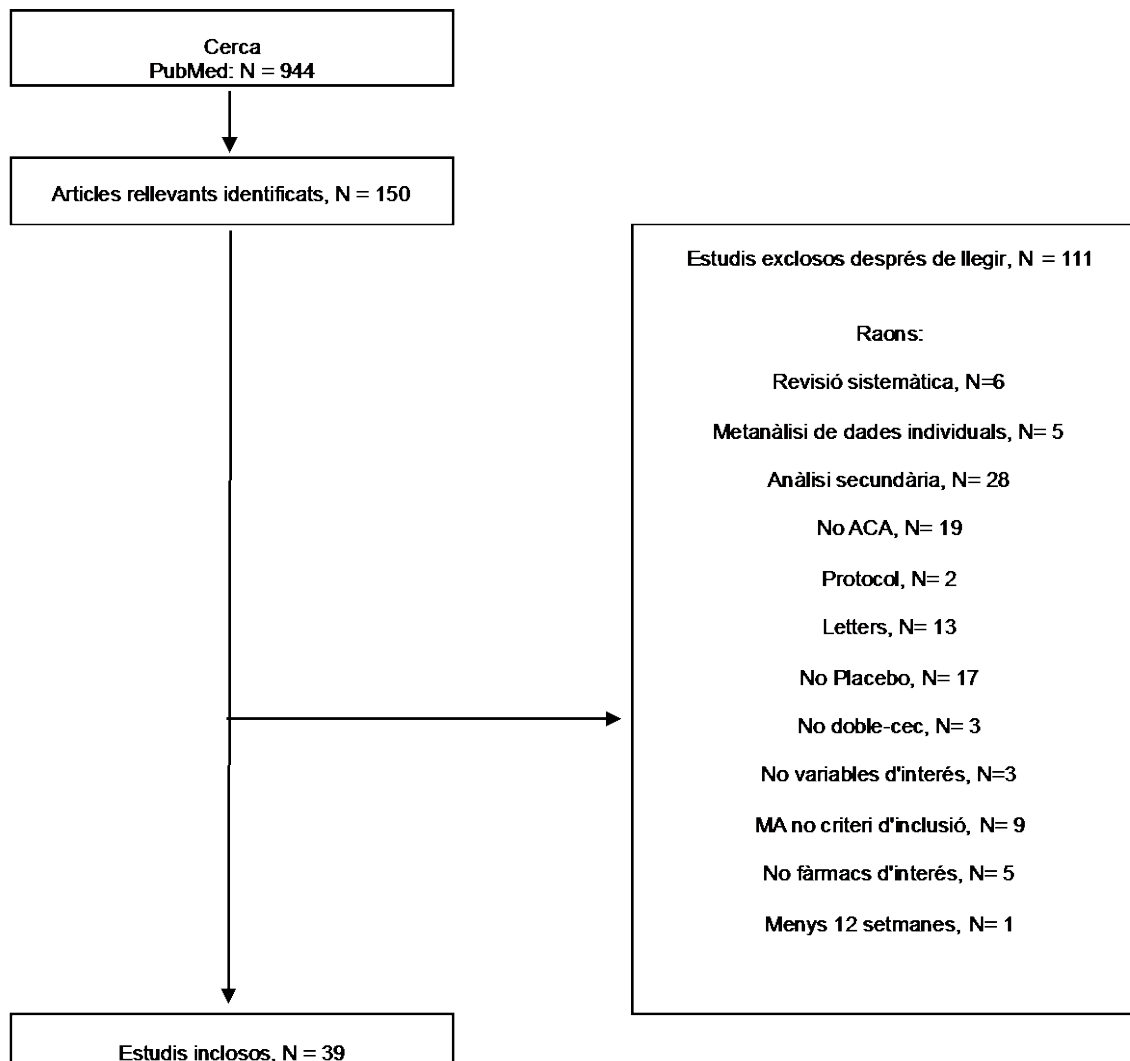 Cerca
PubMed: N = 944
Articles rellevants identificats, N = 150
Estudis exclosos després de llegir, N = 111
Raons:
Revisió sistemàtica, N=6
Metanàlisi de dades individuals, N= 5
Anàlisi secundària, N= 28
No ACA, N= 19
Protocol, N= 2
Letters, N= 13
No Placebo, N= 17
No doble-cec, N= 3
No variables d'interés, N=3
MA no criteri d'inclusió, N= 9
No fàrmacs d'interés, N= 5
Menys 12 setmanes, N= 1
Estudis inclosos, N = 39